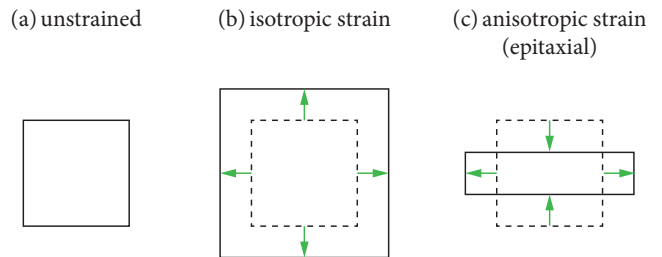 (a) unstrained
(b) isotropic strain
(c) anisotropic strain
(epitaxial)